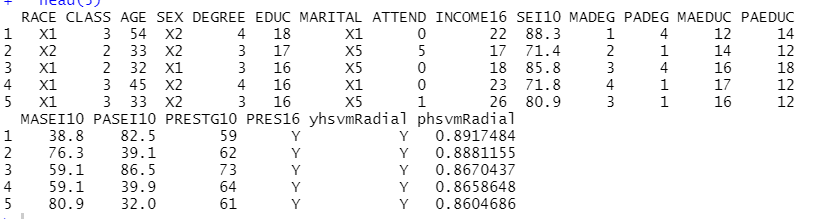 + head(5)
RACE CLASS AGE SEX DEGREE EDUC MARITAL ATTEND INCOME16 SEI10 MADEG PADEG MAEDUC PAEDUC
1 X1 3 54 X2 4 18 X1 0 22 88.3 1 4 12 14
2 X2 2 33 X2 3 17 X5 5 17 71.4 2 1 14 12
3 X1 2 32 X1 3 16 X5 0 18 85.8 3 4 16 18
4 X1 3 45 X2 4 16 X1 0 23 71.8 4 1 17 12
5 X1 3 33 X2 3 16 X5 1 26 80.9 3 1 16 12
MASEI10 PASEI10 PRESTG10 PRES16 yhsvmRadial phsvmRadial
1 38.8 82.5 59 Y Y 0.8917484
2 76.3 39.1 62 Y Y 0.8881155
3 59.1 86.5 73 Y Y 0.8670437
4 59.1 39.9 64 Y Y 0.8658648
5 80.9 32.0 61 Y Y 0.8604686